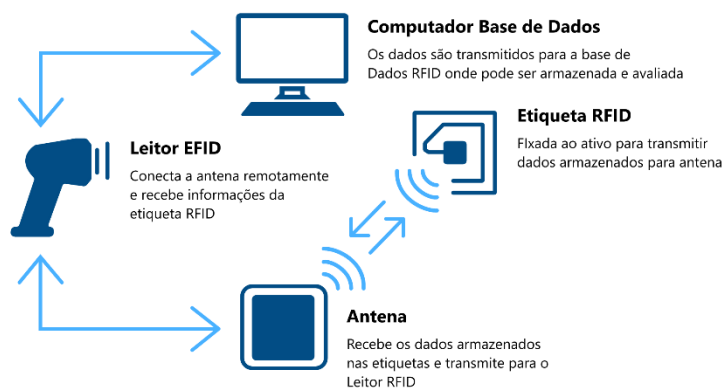 Computador Base de Dados
Os dados são transmitidos para a base de
Dados RFID onde pode ser armazenada e avaliada
Etiqueta RFID
FIxada ao ativo para transmitir
dados armazenados para antena
Leitor EFID
Conecta a antena remotamente
e recebe informações da
etiqueta RFID
Antena
Recebe os dados armazenados
nas etiquetas e transmite para o
Leitor RFID